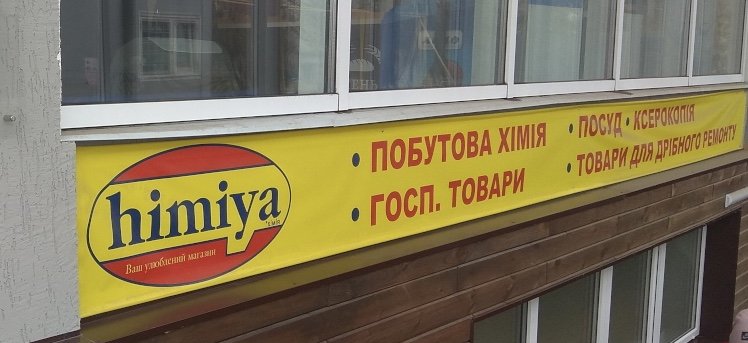 himiya
Ваш улюблений магазин
• ПОБУТОВА ХІМІЯ
• ГОСП. ТОВАРИ
• ПОСУД • КСЕРОКОПІЯ
• ТОВАРИ ДЛЯ ДРІБНОГО РЕМОНТУ